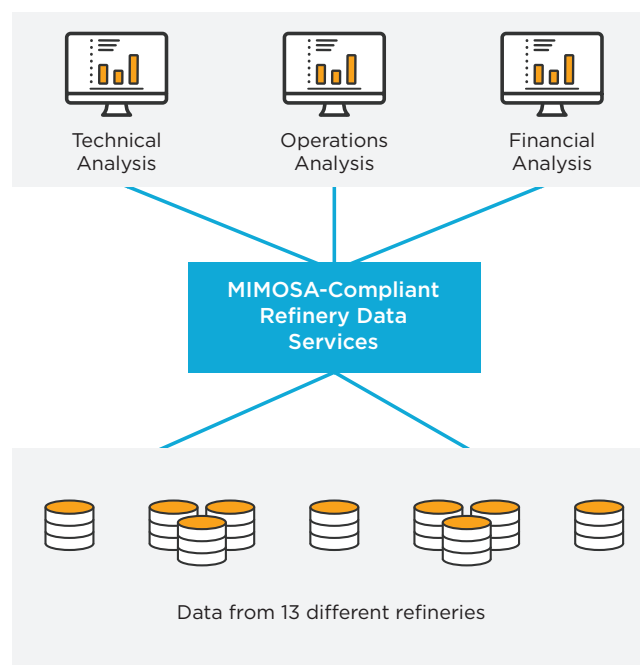 Technical
Analysis
Operations
Analysis
Financial
Analysis
MIMOSA-Compliant
Refinery Data
Services
Data from 13 different refineries